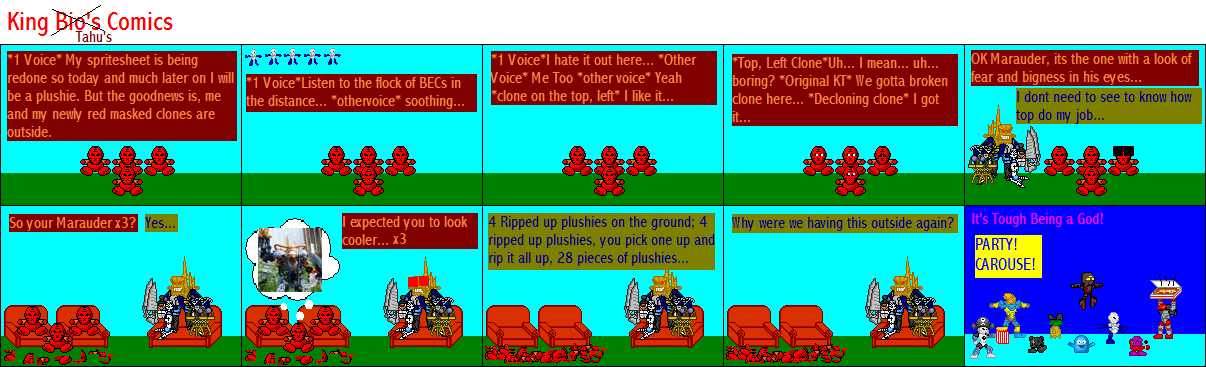 King Bio's Comics
Tahu's
*1 Voice* My spritesheet is being
redone so today and much later on I will
be a plushie. But the goodnews is, me
and my newly red masked clones are
outside.
*1 Voice*Listen to the flock of BECs in
the distance... *othervoice* soothing...
*1 Voice*I hate it out here... *Other
Voice* Me Too *other voice* Yeah
*clone on the top, left* I like it...
*Top, Left Clone*Uh... I mean... uh...
boring? *Original KT* We gotta broken
clone here... *Decloning clone* I got
it...
OK Marauder, its the one with a look of
fear and bigness in his eyes...
I dont need to see to know how
top do my job...
So your Marauder x3?
Yes...
I expected you to look
cooler... x3
4 Ripped up plushies on the ground; 4
ripped up plushies, you pick one up and
rip it all up, 28 pieces of plushies...
Why were we having this outside again?
It's Tough Being a God!
PARTY!
CAROUSE!